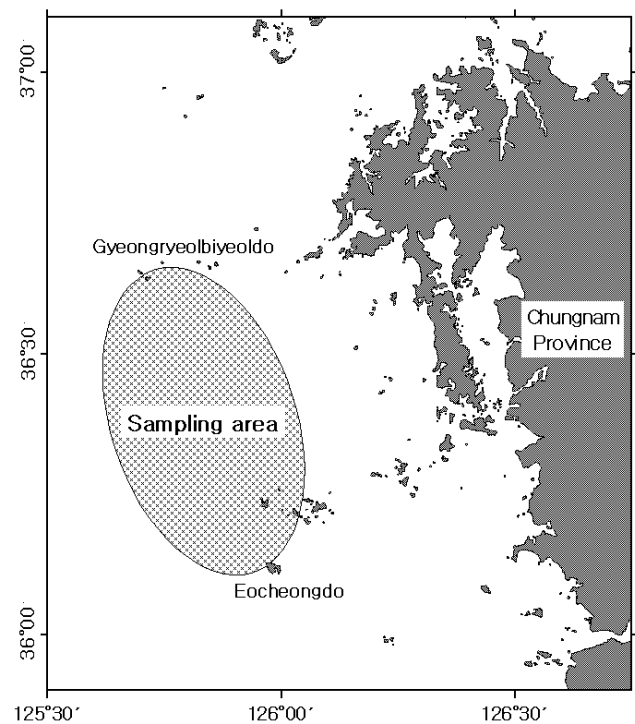 37°00′
Gyeongryeolbiyeoldo
Chungnam
Province
36°30′
Sampling area
Eocheongdo
36°00′
125°30′
126°00′
126°30′